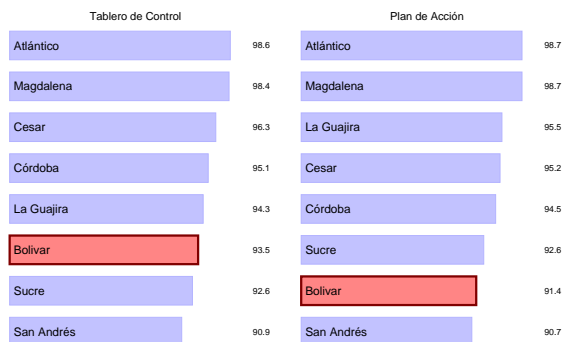 Tablero de Control
Atlántico 98.6
Magdalena 98.4
Cesar 96.3
Córdoba 95.1
La Guajira 94.3
Bolivar 93.5
Sucre 92.6
San Andrés 90.9
Plan de Acción
Atlántico 98.7
Magdalena 98.7
La Guajira 95.5
Cesar 95.2
Córdoba 94.5
Sucre 92.6
Bolivar 91.4
San Andrés 90.7